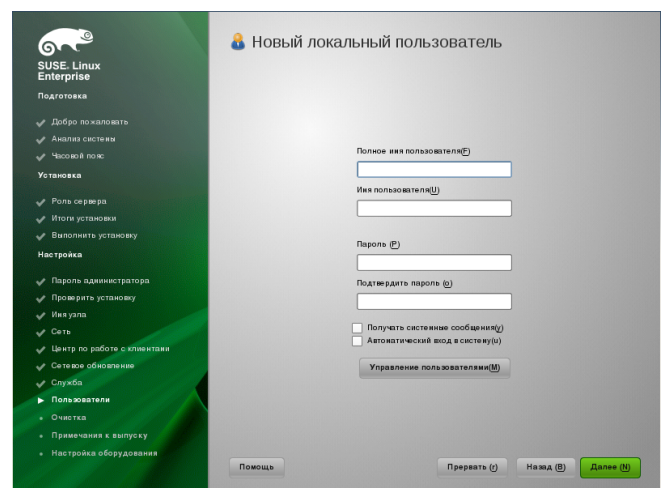 SUSE. Linux
Enterprise
Подготовка
Добро пожаловать
Анализ системы
Часовой пояс
Установка
Роль сервера
Итоги установки
Выполнить установку
Настройка
Пароль администратора
Проверить установку
Имя узла
Сеть
Центр по работе с клиентами
Сетевое обновление
Служба
Пользователи
Очистка
Примечания к выпуску
Настройка оборудования
Новый локальный пользователь
Полное имя пользователя(F)
Имя пользователя(U)
Пароль (P)
Подтвердить пароль (o)
Получать системные сообщения(y)
Автоматический вход в систему(u)
Управление пользователями(M)
Помощь
Прервать (r)
Назад (B)
Далее (N)